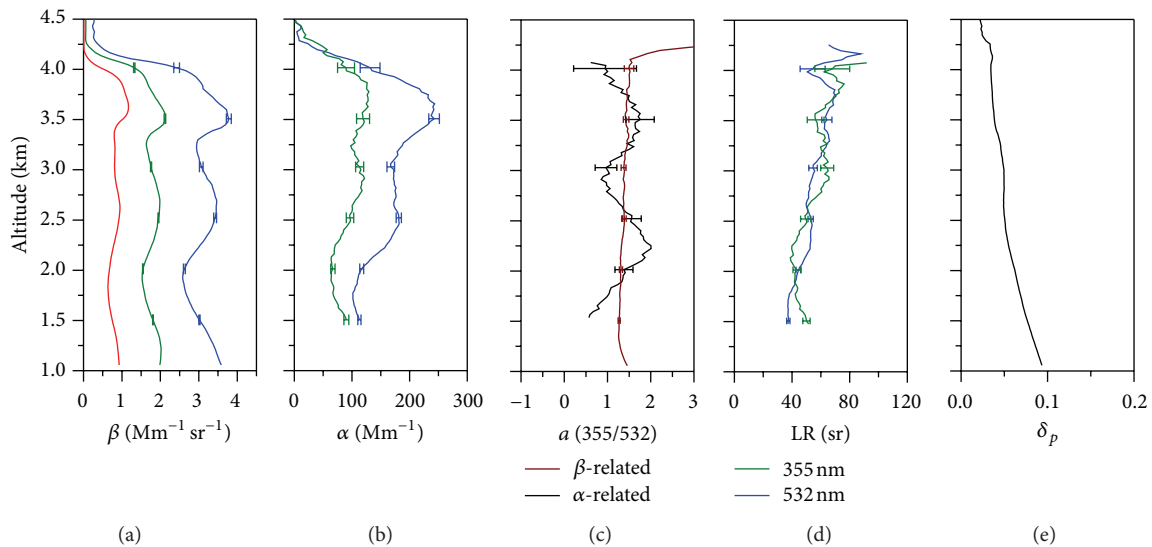 4.5
4.0
3.5
3.0
2.5
2.0
1.5
1.0
Altitude (km)
0 1 2 3 4
β (Mm⁻¹ sr⁻¹)
(a)
0 100 200 300
α (Mm⁻¹)
(b)
−1 0 1 2 3
a (355/532)
β-related
α-related
(c)
0 40 80 120
LR (sr)
355 nm
532 nm
(d)
0.0 0.1 0.2
δp
(e)